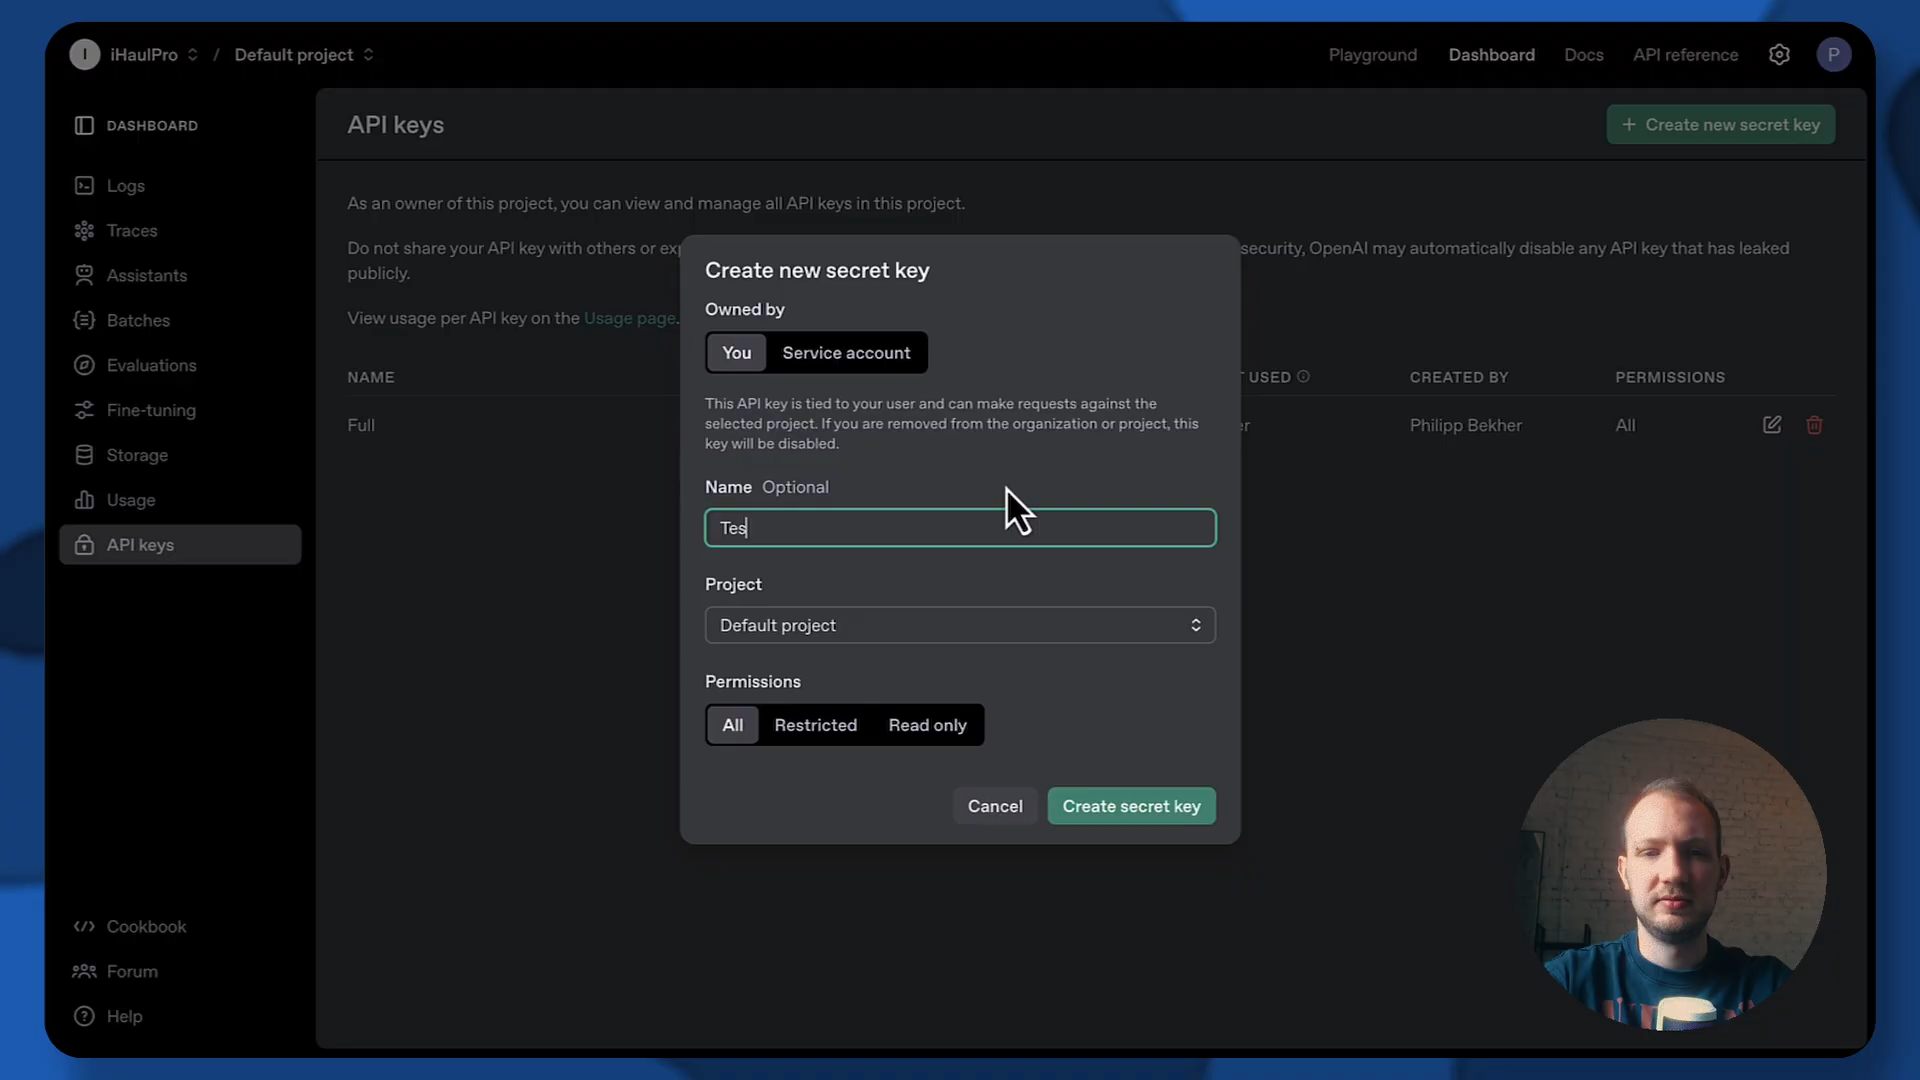 I iHaulPro / Default project Playground Dashboard Docs API reference P
DASHBOARD
Logs
Traces
Assistants
Batches
Evaluations
Fine-tuning
Storage
Usage
API keys
Cookbook
Forum
Help
API keys
+ Create new secret key
As an owner of this project, you can view and manage all API keys in this project.
Do not share your API key with others or exp security, OpenAI may automatically disable any API key that has leaked
publicly.
View usage per API key on the Usage page.
NAME USED CREATED BY PERMISSIONS
Full er Philipp Bekher All
Create new secret key
Owned by
You Service account
This API key is tied to your user and can make requests against the
selected project. If you are removed from the organization or project, this
key will be disabled.
Name Optional
Tes
Project
Default project
Permissions
All Restricted Read only
Cancel Create secret key